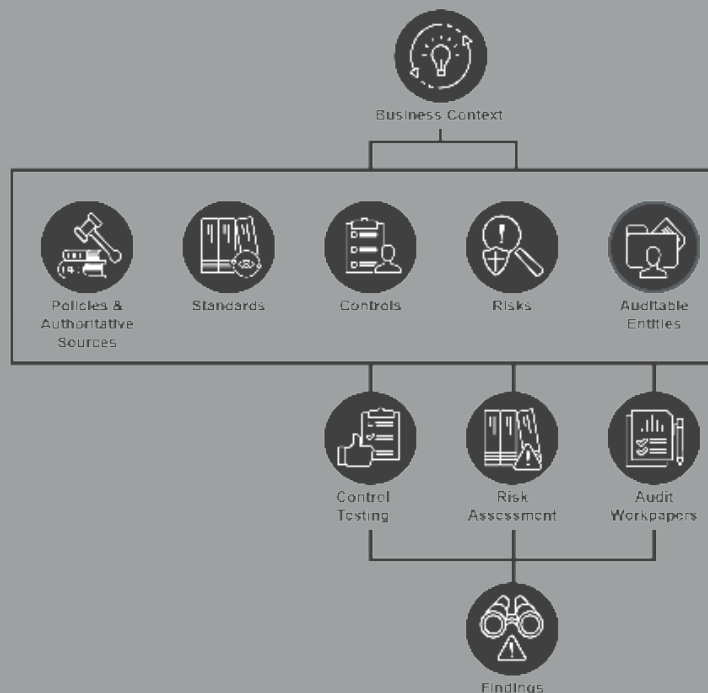 Business Context
Policies &
Authoritative
Sources
Standards
Controls
Risks
Auditable
Entities
Control
Testing
Risk
Assessment
Audit
Workpapers
Findings